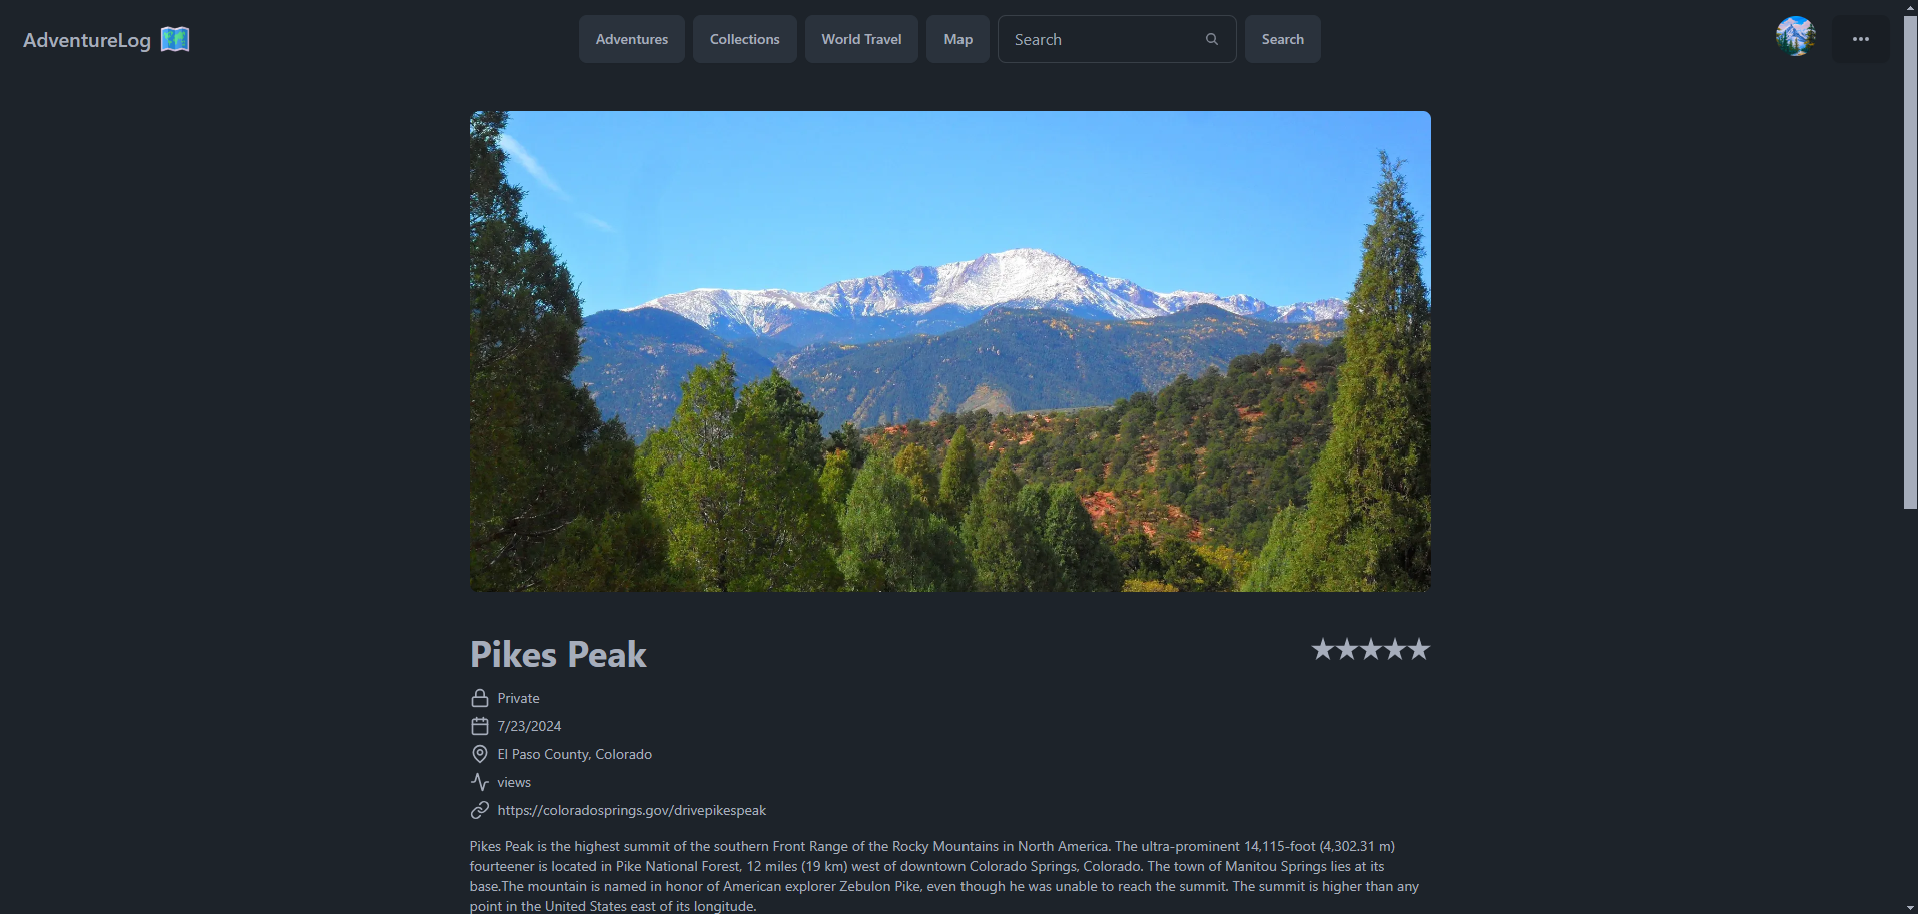 AdventureLog
Adventures
Collections
World Travel
Map
Search
Search
Pikes Peak
Private
7/23/2024
El Paso County, Colorado
views
https://coloradosprings.gov/drivepikespeak
Pikes Peak is the highest summit of the southern Front Range of the Rocky Mountains in North America. The ultra-prominent 14,115-foot (4,302.31 m)
fourteener is located in Pike National Forest, 12 miles (19 km) west of downtown Colorado Springs, Colorado. The town of Manitou Springs lies at its
base.The mountain is named in honor of American explorer Zebulon Pike, even though he was unable to reach the summit. The summit is higher than any
point in the United States east of its longitude.